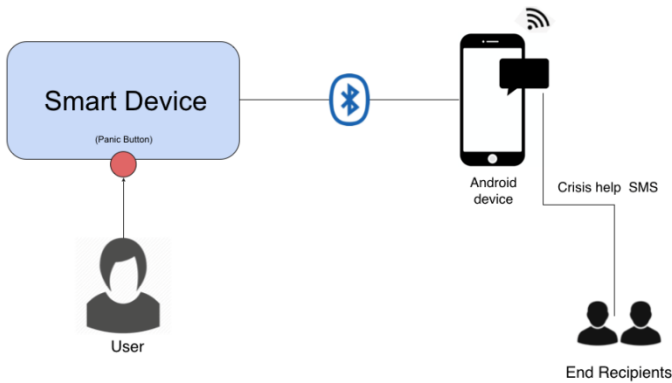 Smart Device
(Panic Button)
Android
device
Crisis help SMS
User
End Recipients